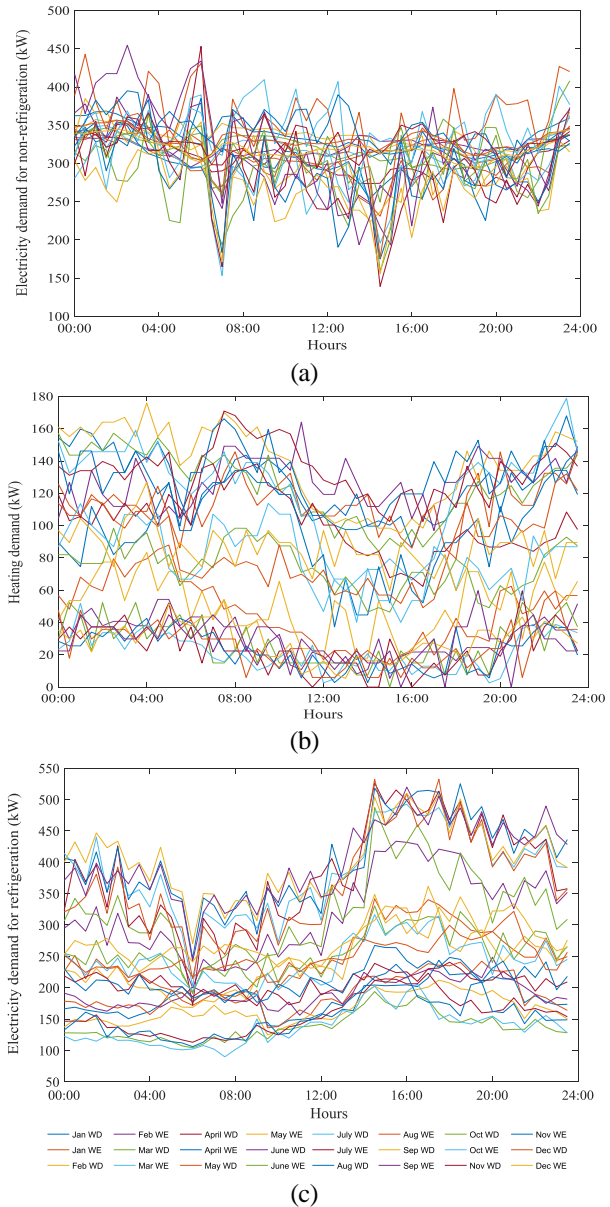 500
450
400
350
300
250
200
150
100
Electricity demand for non-refrigeration (kW)
00:00 04:00 08:00 12:00 16:00 20:00 24:00
Hours
(a)
180
160
140
120
100
80
60
40
20
0
Heating demand (kW)
00:00 04:00 08:00 12:00 16:00 20:00 24:00
Hours
(b)
550
500
450
400
350
300
250
200
150
100
50
Electricity demand for refrigeration (kW)
00:00 04:00 08:00 12:00 16:00 20:00 24:00
Hours
Jan WD Feb WE April WD May WE July WD Aug WE Oct WD Nov WE
Jan WE Mar WD April WE June WD July WE Sep WD Oct WE Dec WD
Feb WD Mar WE May WD June WE Aug WD Sep WE Nov WD Dec WE
(c)